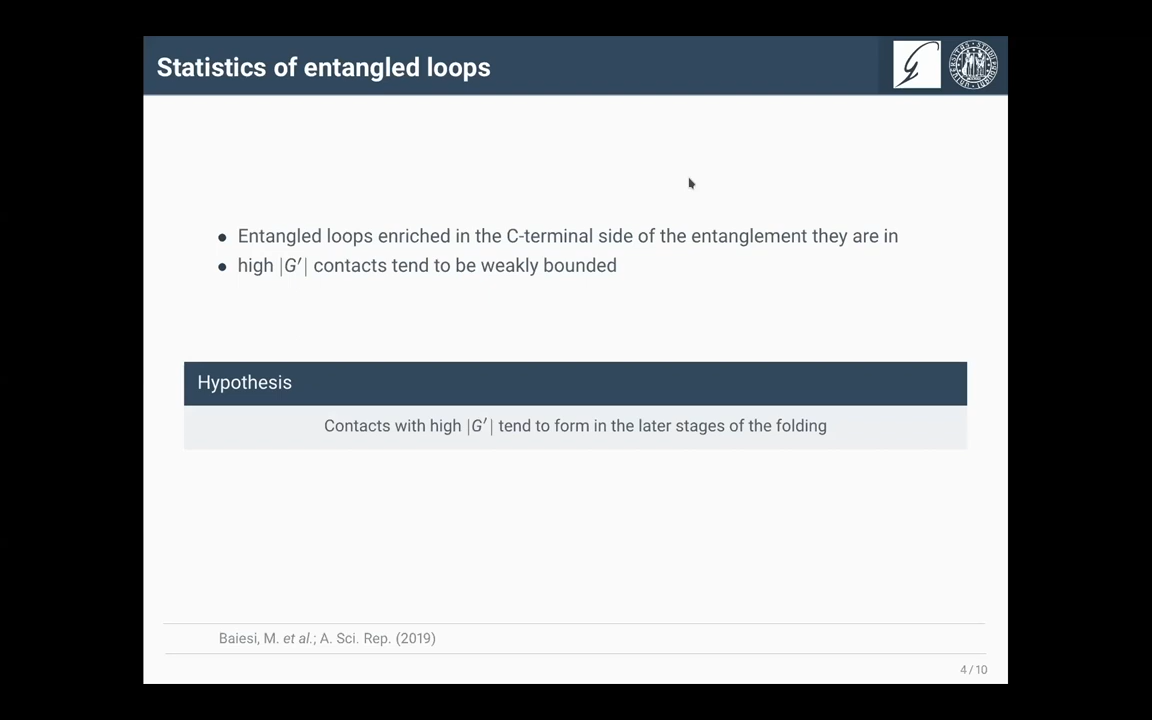 Statistics of entangled loops
• Entangled loops enriched in the C-terminal side of the entanglement they are in
• high |G′| contacts tend to be weakly bounded
Hypothesis
Contacts with high |G′| tend to form in the later stages of the folding
Baiesi, M. et al.; A. Sci. Rep. (2019)
4 / 10